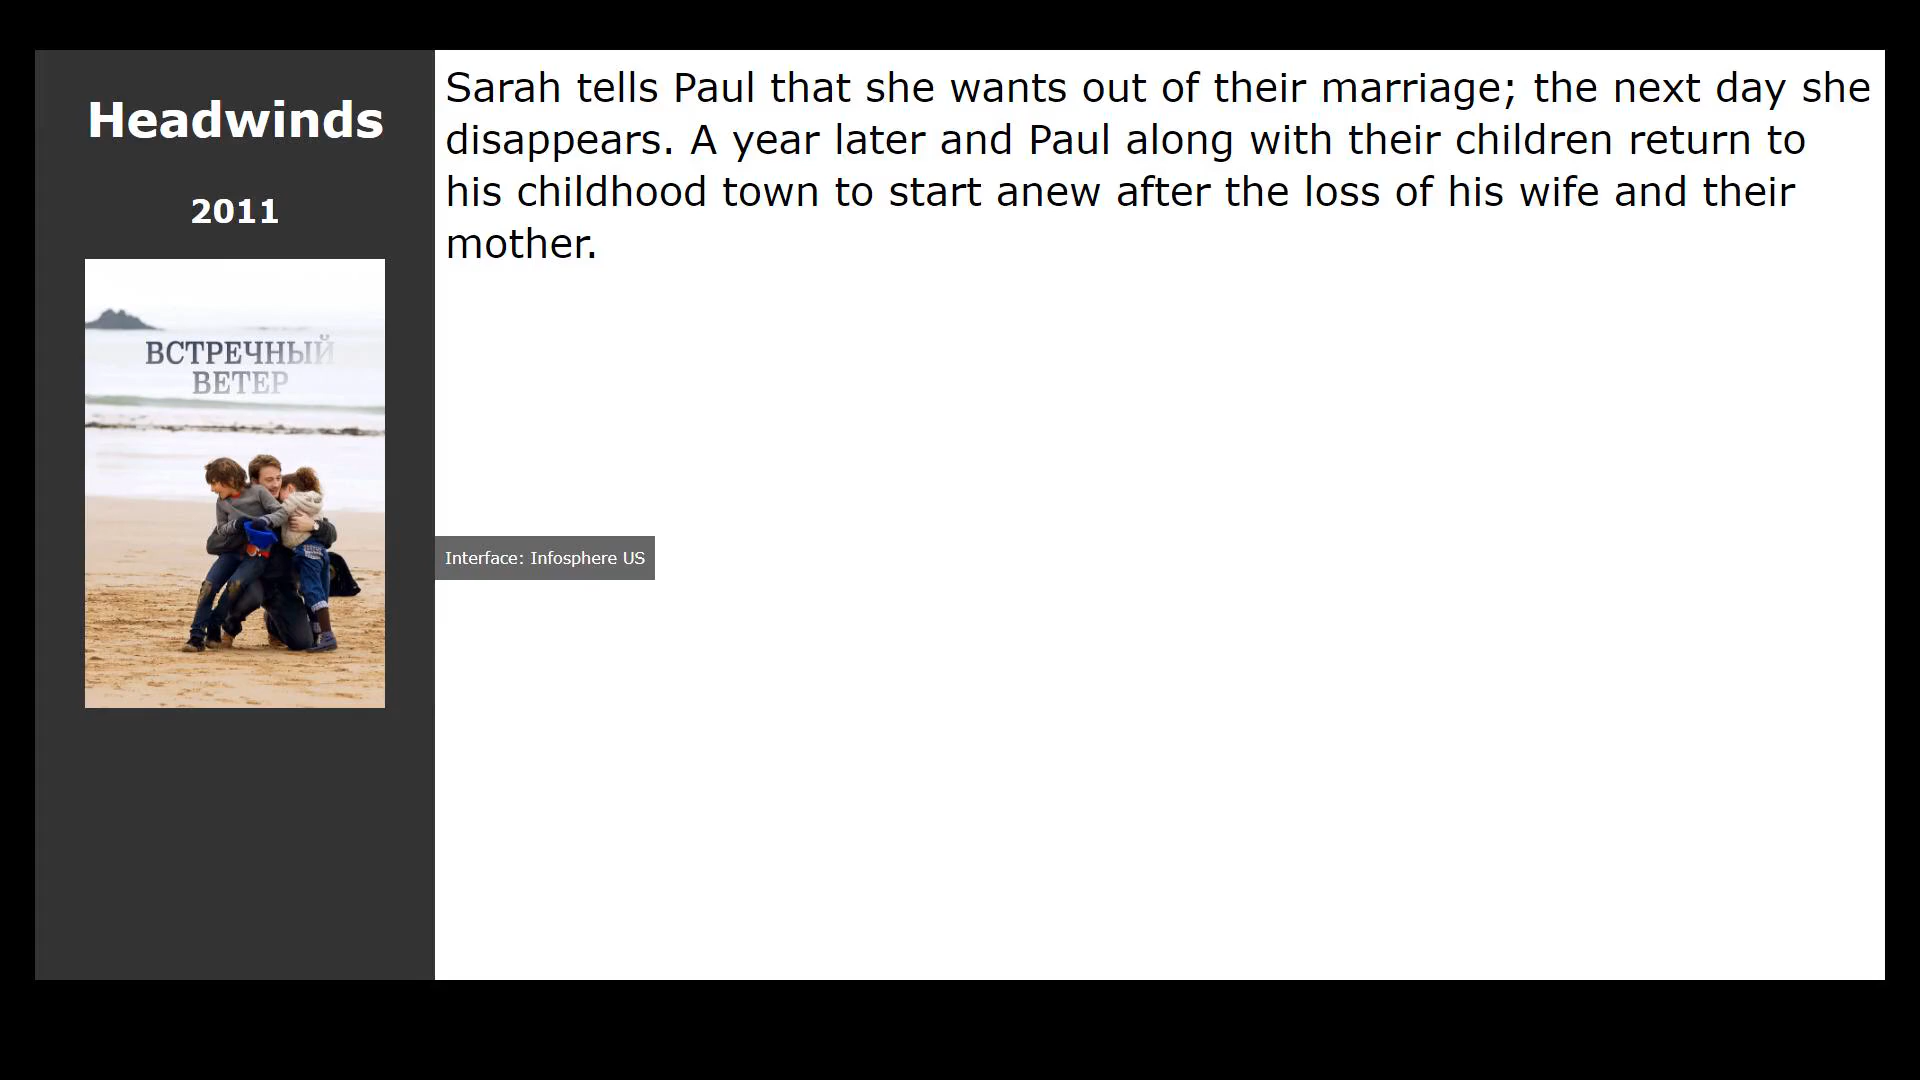 Headwinds
2011
ВСТРЕЧНЫЙ
ВЕТЕР
Sarah tells Paul that she wants out of their marriage; the next day she
disappears. A year later and Paul along with their children return to
his childhood town to start anew after the loss of his wife and their
mother.
Interface: Infosphere US